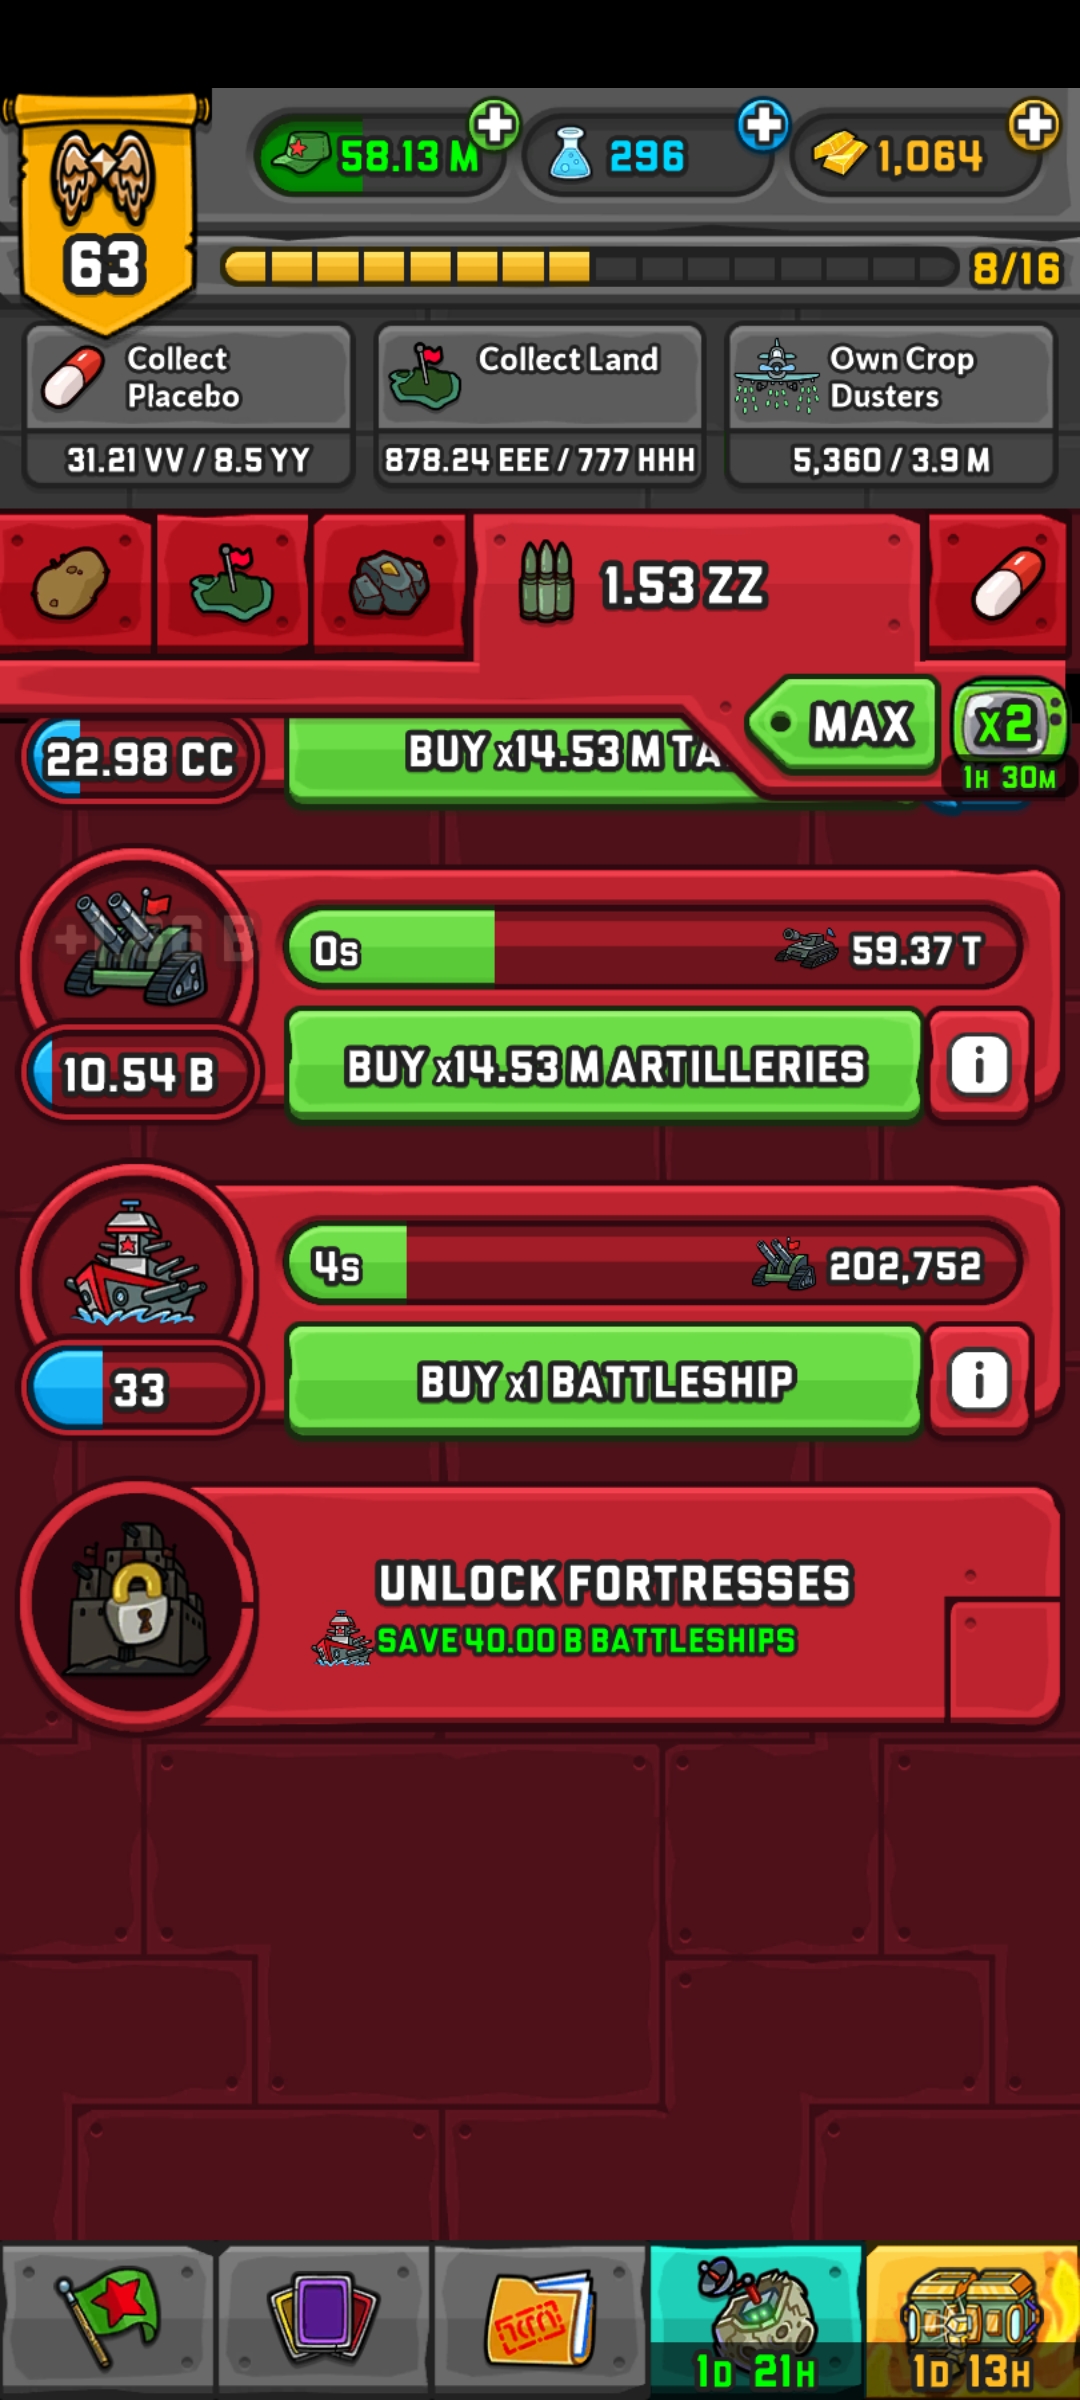 58.13 M
296
1,064
63
8/16
Collect
Placebo
31.21 VV / 8.5 YY
Collect Land
878.24 EEE / 777 HHH
Own Crop
Dusters
5,360 / 3.9 M
1.53 ZZ
MAX
X2
1H 30M
22.98 CC
BUY x14.53 M TA
0s
59.37 T
10.54 B
BUY x14.53 M ARTILLERIES
i
4s
202,752
33
BUY x1 BATTLESHIP
i
UNLOCK FORTRESSES
SAVE 40.00 B BATTLESHIPS
1D 21H
1D 13H